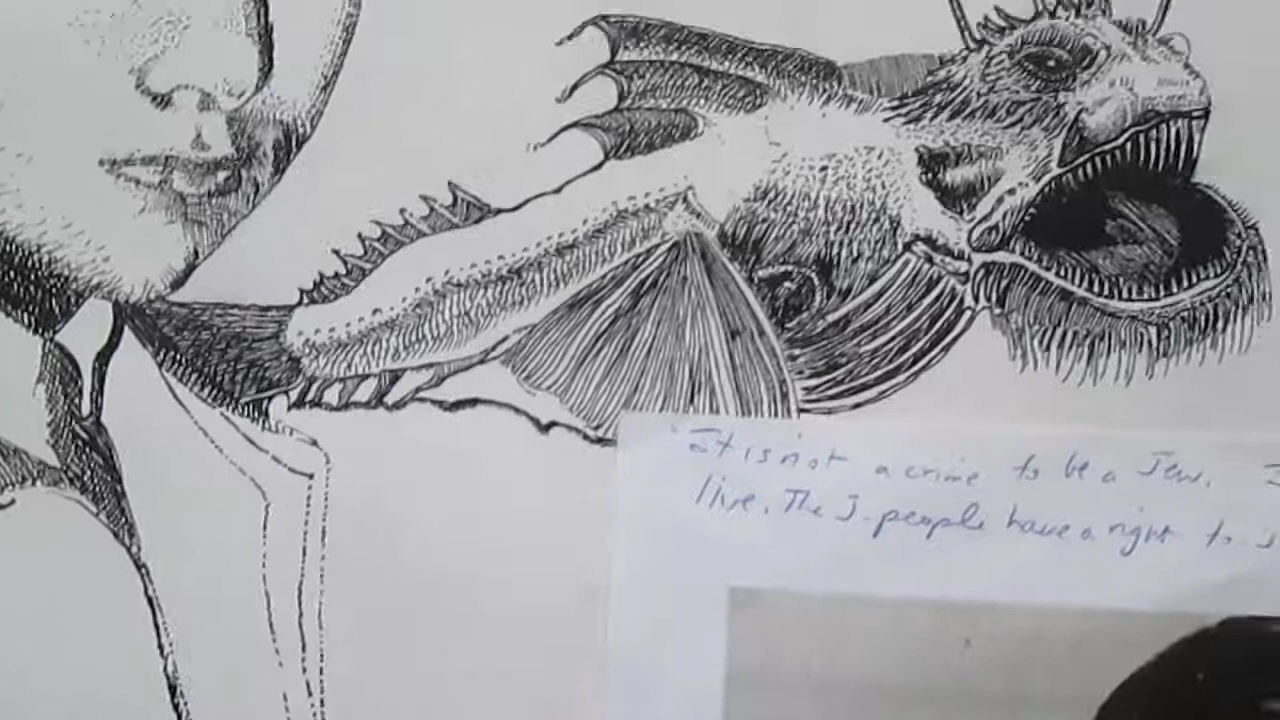 "It is not a crime to be a Jew. I
live. The J. people have a right to